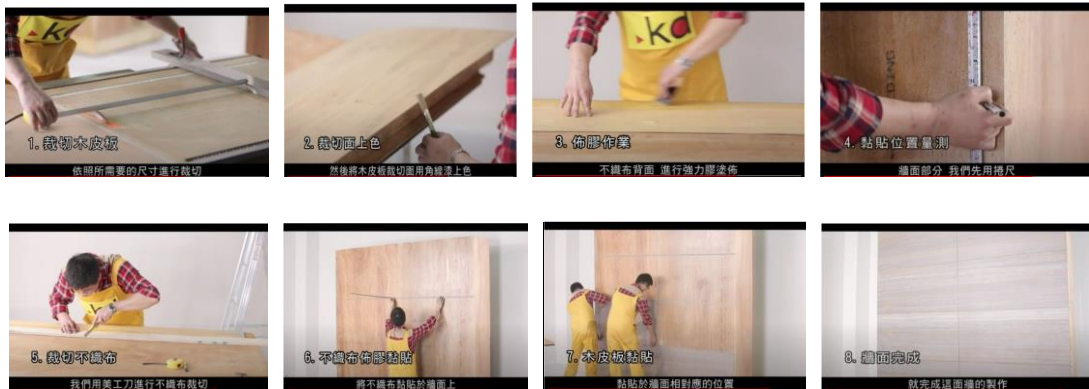 kd
1. 裁切木皮板
依照所需要的尺寸進行裁切
2. 裁切面上色
然後將木皮板裁切面用角緣漆上色
.kd
3. 佈膠作業
不織布背面 進行強力膠塗佈
4. 黏貼位置量測
牆面部分 我們先用捲尺
kd
5. 裁切不織布
我們用美工刀進行不織布裁切
6. 不織布佈膠黏貼
將不織布黏貼於牆面上
7. 木皮板黏貼
黏貼於牆面相對應的位置
8. 牆面完成
就完成這面牆的製作